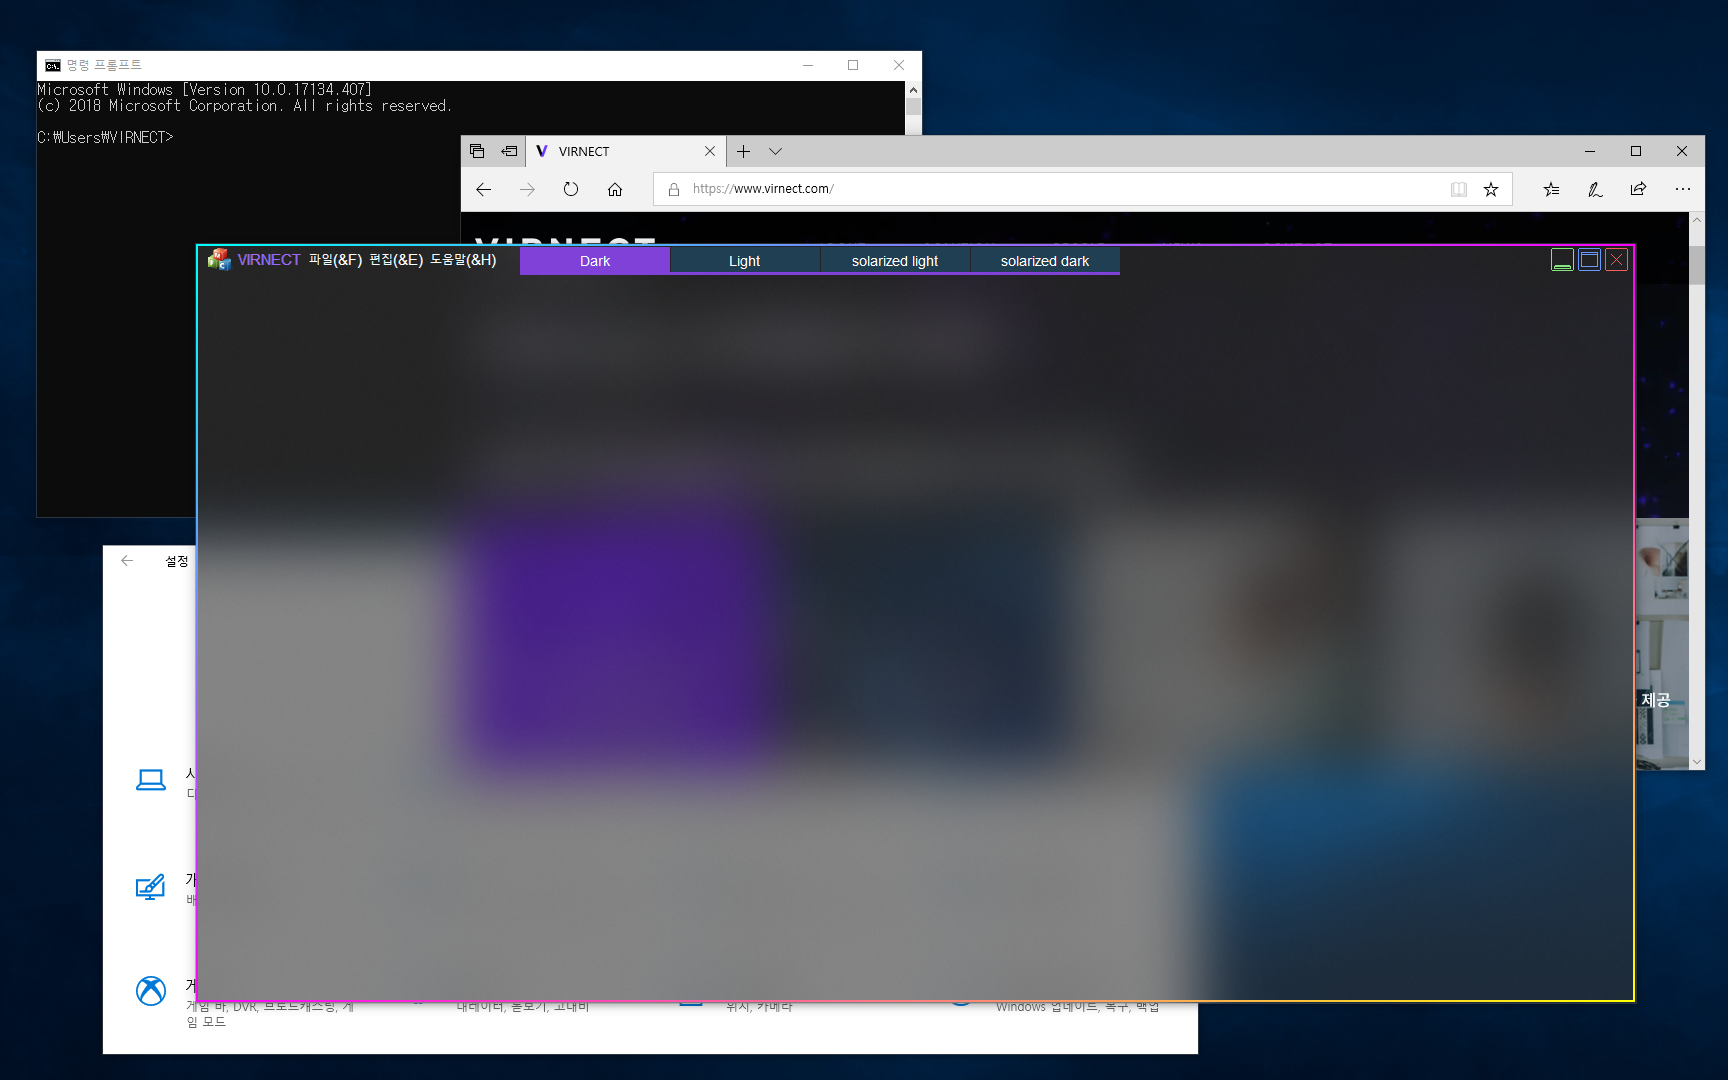 명령 프롬프트
Microsoft Windows [Version 10.0.17134.407]
(c) 2018 Microsoft Corporation. All rights reserved.
C:₩Users₩VIRNECT>
VIRNECT
https://www.virnect.com/
VIRNECT
VIRNECT 파일(&F) 편집(&E) 도움말(&H)
Dark
Light
solarized light
solarized dark
설정
제공
게임 바, DVR, 브로드캐스팅, 게
임 모드
내레이터, 돋보기, 고대비
위치, 카메라
Windows 업데이트, 복구, 백업